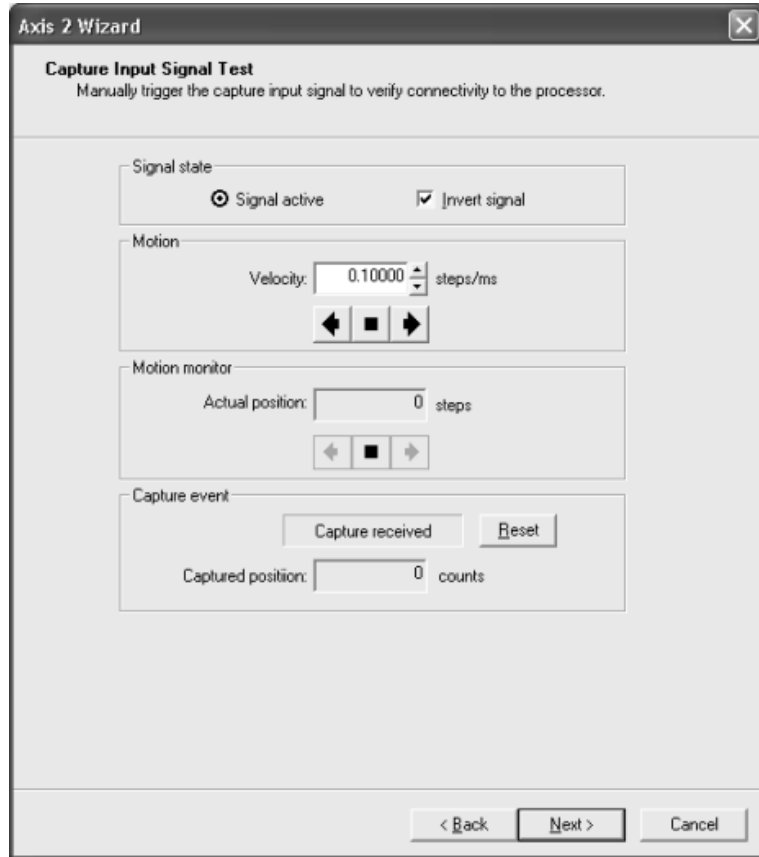 Axis 2 Wizard
Capture Input Signal Test
Manually trigger the capture input signal to verify connectivity to the processor.
Signal state
Signal active
Invert signal
Motion
Velocity: 0.10000 steps/ms
Motion monitor
Actual position: 0 steps
Capture event
Capture received Reset
Captured positiion: 0 counts
< Back Next > Cancel